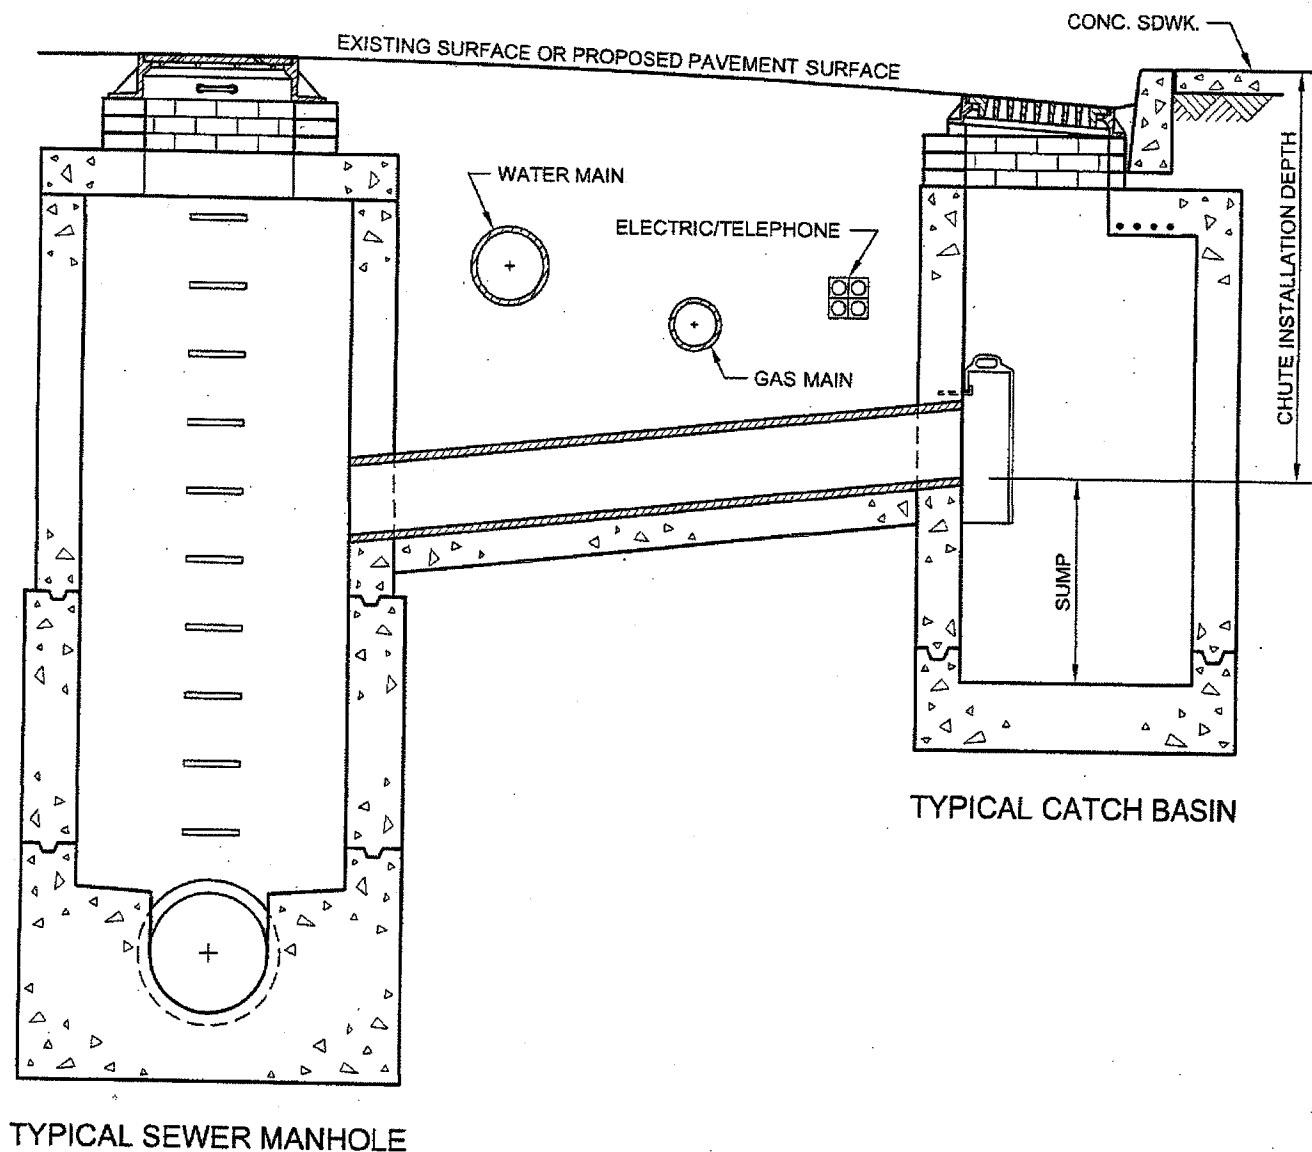 CONC. SDWK.
EXISTING SURFACE OR PROPOSED PAVEMENT SURFACE
WATER MAIN
ELECTRIC/TELEPHONE
GAS MAIN
CHUTE INSTALLATION DEPTH
SUMP
TYPICAL CATCH BASIN
TYPICAL SEWER MANHOLE